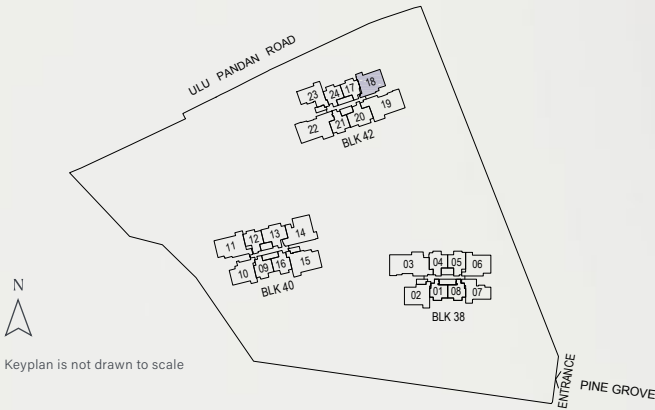 ULU PANDAN ROAD
23 24 17 18
22 21 20 19
BLK 42
11 12 13 14
10 09 16 15
BLK 40
03 04 05 06
02 01 08 07
BLK 38
N
Keyplan is not drawn to scale
ENTRANCE
PINE GROVE